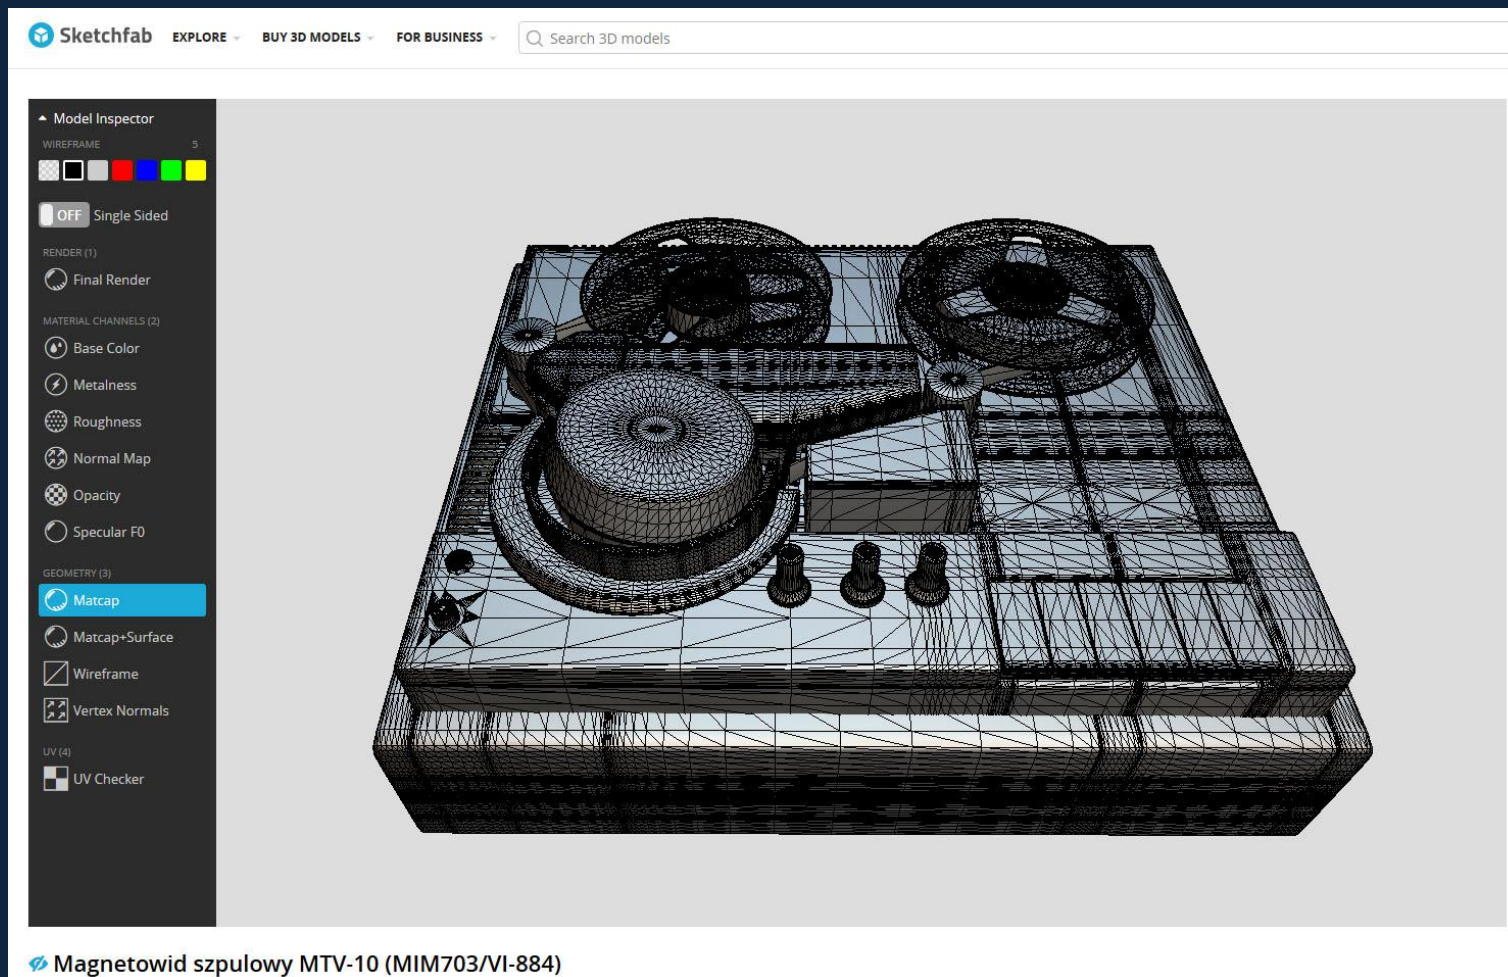 Sketchfab EXPLORE BUY 3D MODELS FOR BUSINESS Search 3D models
Model Inspector
WIREFRAME 5
OFF Single Sided
RENDER (1)
Final Render
MATERIAL CHANNELS (2)
Base Color
Metalness
Roughness
Normal Map
Opacity
Specular F0
GEOMETRY (3)
Matcap
Matcap+Surface
Wireframe
Vertex Normals
UV (4)
UV Checker
Magnetowid szpulowy MTV-10 (MIM703/VI-884)